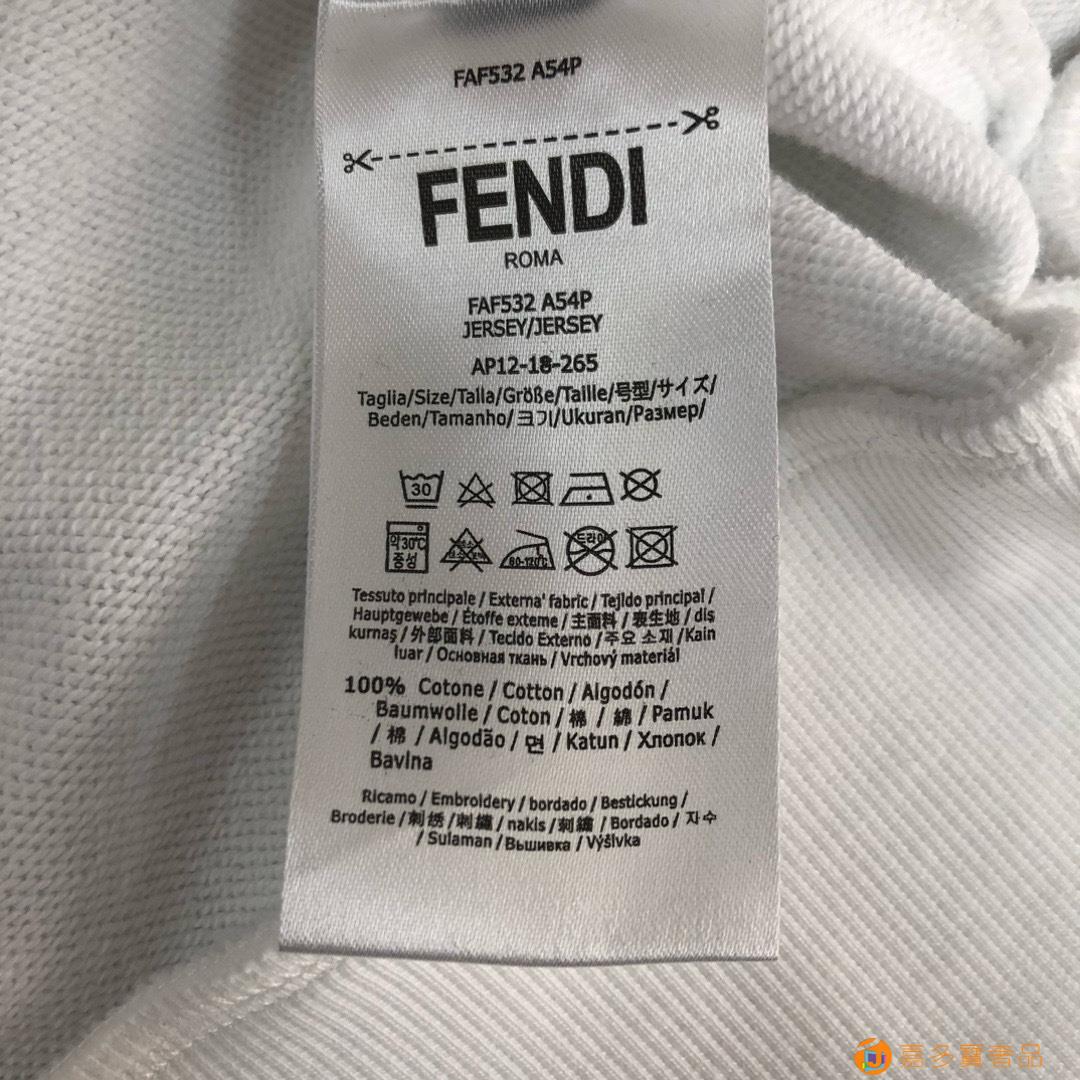 FAF532 A54P
FENDI
ROMA
FAF532 A54P
JERSEY/JERSEY
AP12-18-265
Taglia/Size/Talla/Größe/Taille/号型/サイズ/
Beden/Tamanho/크기/Ukuran/Размер/
30
약30℃
중성
드라이
Tessuto principale / Externa' fabric / Tejido principal /
Hauptgewebe / Étoffe exteme / 主面料 / 表生地 / dis
kurnaş / 外部面料 / Tecido Externo / 주요 소재 /Kain
luar / Основная ткань / Vrchový materiál
100% Cotone / Cotton / Algodón /
Baumwolle / Coton / 棉 / 綿 / Pamuk
/ 棉 / Algodão / 면 / Katun / Хлопок /
Bavlna
Ricamo / Embroidery / bordado / Bestickung /
Broderie / 刺绣 / 刺繡 / nakis / 刺繡 / Bordado / 자수
/ Sulaman / Вышивка / Výšivka
嘉多寶奢品